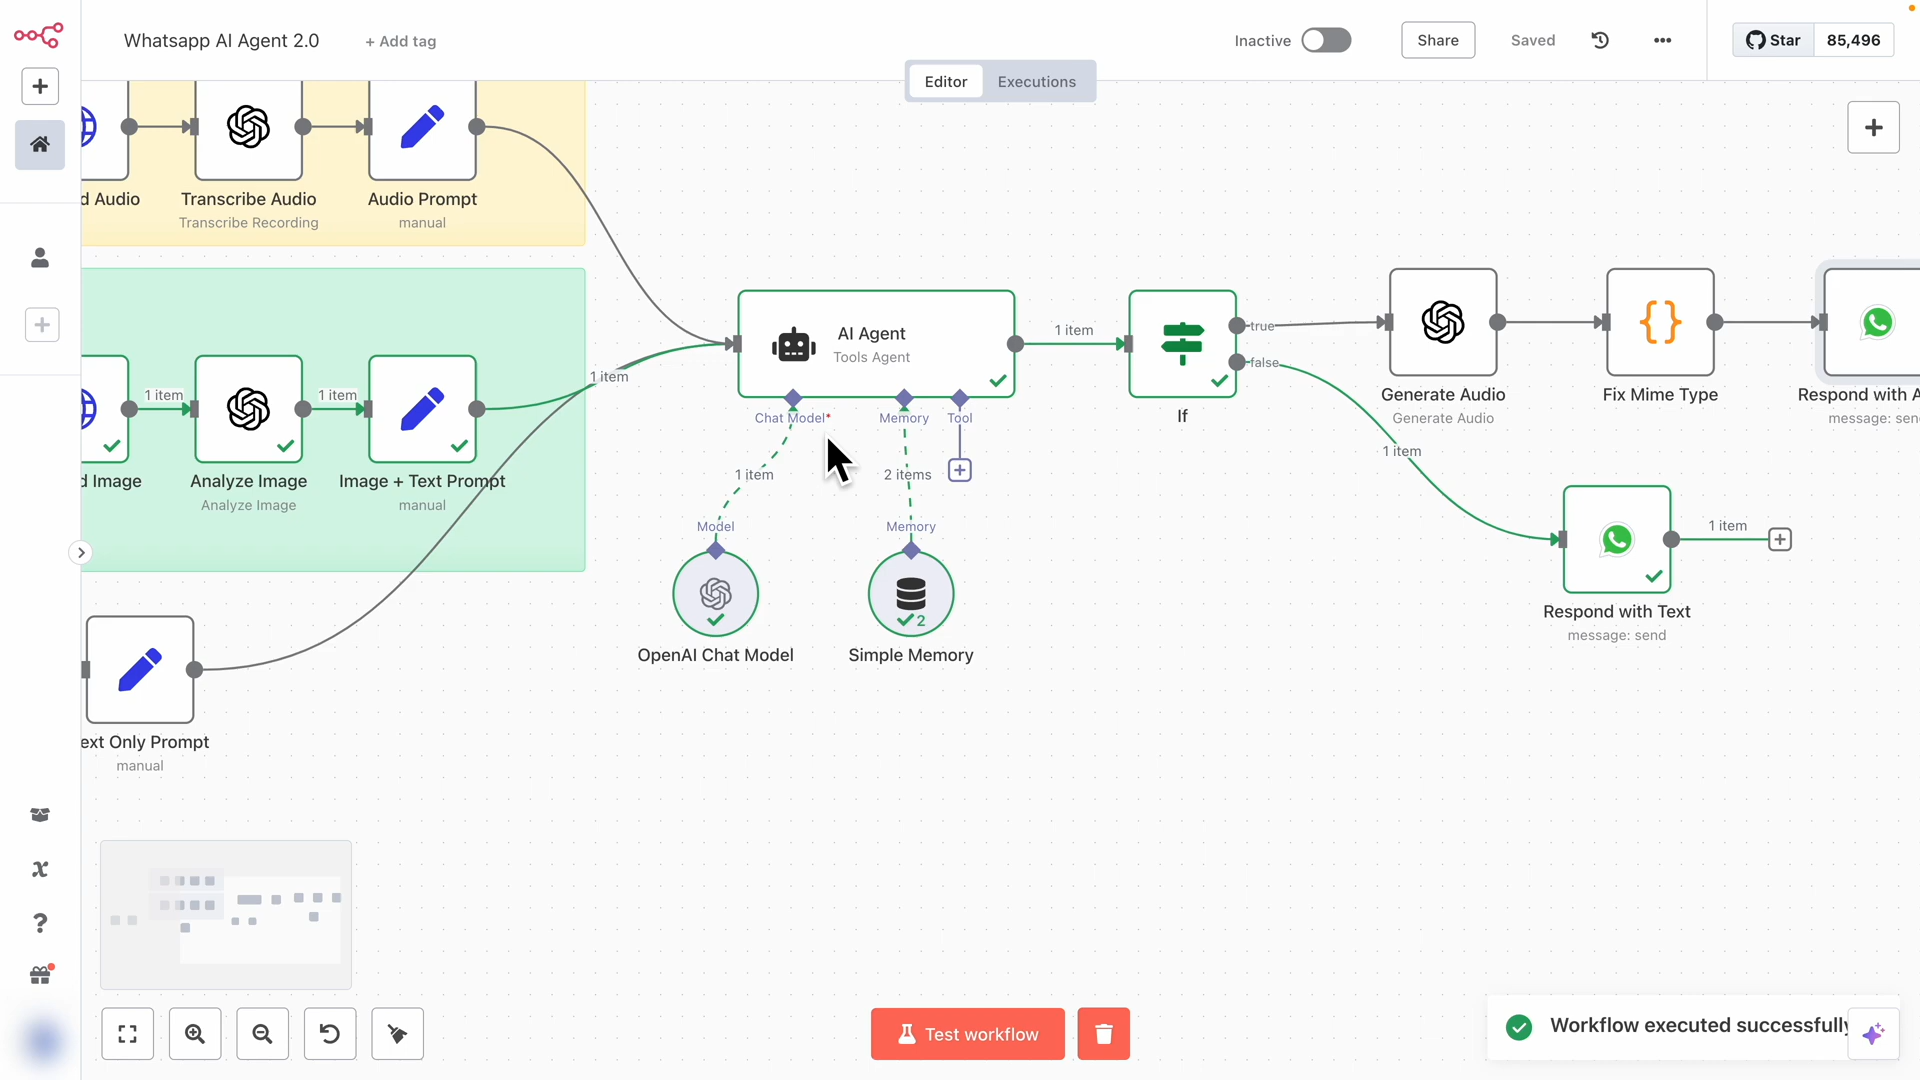 Whatsapp AI Agent 2.0
+ Add tag
Inactive
Share
Saved
Star
85,496
Editor
Executions
d Audio
Transcribe Audio
Transcribe Recording
Audio Prompt
manual
1 item
1 item
1 item
d Image
Analyze Image
Analyze Image
Image + Text Prompt
manual
AI Agent
Tools Agent
Chat Model*
Memory
Tool
1 item
If
true
false
1 item
Generate Audio
Generate Audio
Fix Mime Type
Respond with A
message: sen
1 item
2 items
Model
Memory
2
OpenAI Chat Model
Simple Memory
1 item
Respond with Text
message: send
ext Only Prompt
manual
Test workflow
Workflow executed successfully